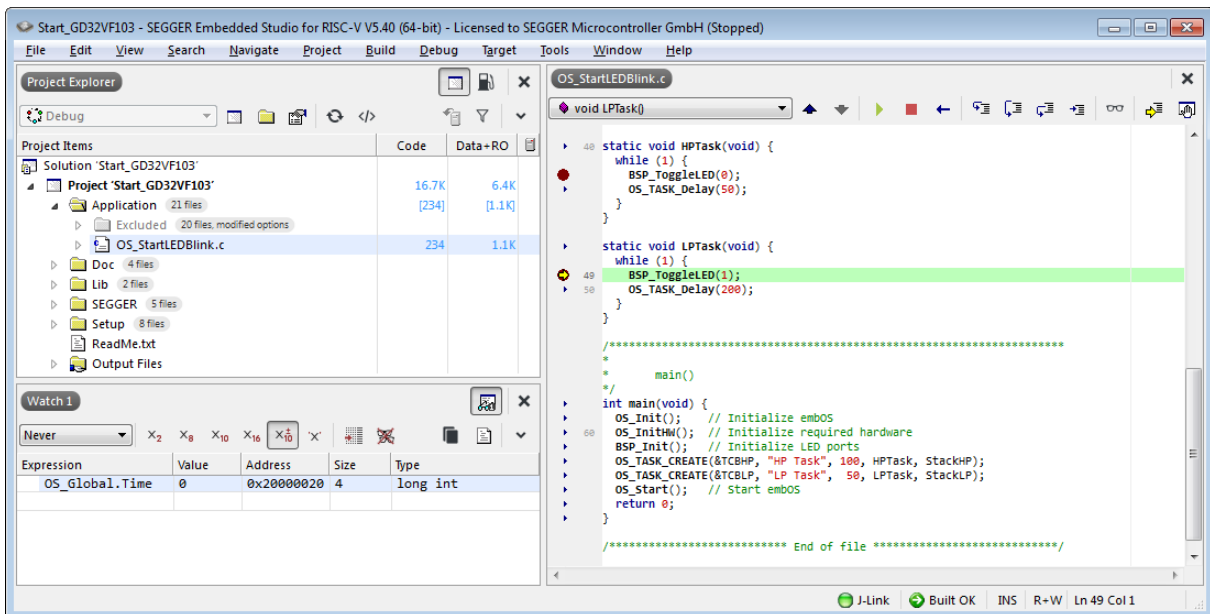 Start_GD32VF103 - SEGGER Embedded Studio for RISC-V V5.40 (64-bit) - Licensed to SEGGER Microcontroller GmbH (Stopped)
File Edit View Search Navigate Project Build Debug Target Tools Window Help
Project Explorer
Debug
Project Items Code Data+RO
Solution 'Start_GD32VF103'
Project 'Start_GD32VF103' 16.7K 6.4K
Application 21 files [234] [1.1K]
Excluded 20 files, modified options
OS_StartLEDBlink.c 234 1.1K
Doc 4 files
Lib 2 files
SEGGER 5 files
Setup 8 files
ReadMe.txt
Output Files
Watch 1
Never X2 X8 X10 X16 X±10 'X'
Expression Value Address Size Type
OS_Global.Time 0 0x20000020 4 long int
OS_StartLEDBlink.c
void LPTask()
40 static void HPTask(void) {
while (1) {
BSP_ToggleLED(0);
OS_TASK_Delay(50);
}
}
static void LPTask(void) {
while (1) {
49 BSP_ToggleLED(1);
50 OS_TASK_Delay(200);
}
}
/*********************************************************************
*
* main()
*/
int main(void) {
OS_Init(); // Initialize embOS
60 OS_InitHW(); // Initialize required hardware
BSP_Init(); // Initialize LED ports
OS_TASK_CREATE(&TCBHP, "HP Task", 100, HPTask, StackHP);
OS_TASK_CREATE(&TCBLP, "LP Task", 50, LPTask, StackLP);
OS_Start(); // Start embOS
return 0;
}
/*************************** End of file ****************************/
J-Link Built OK INS R+W Ln 49 Col 1